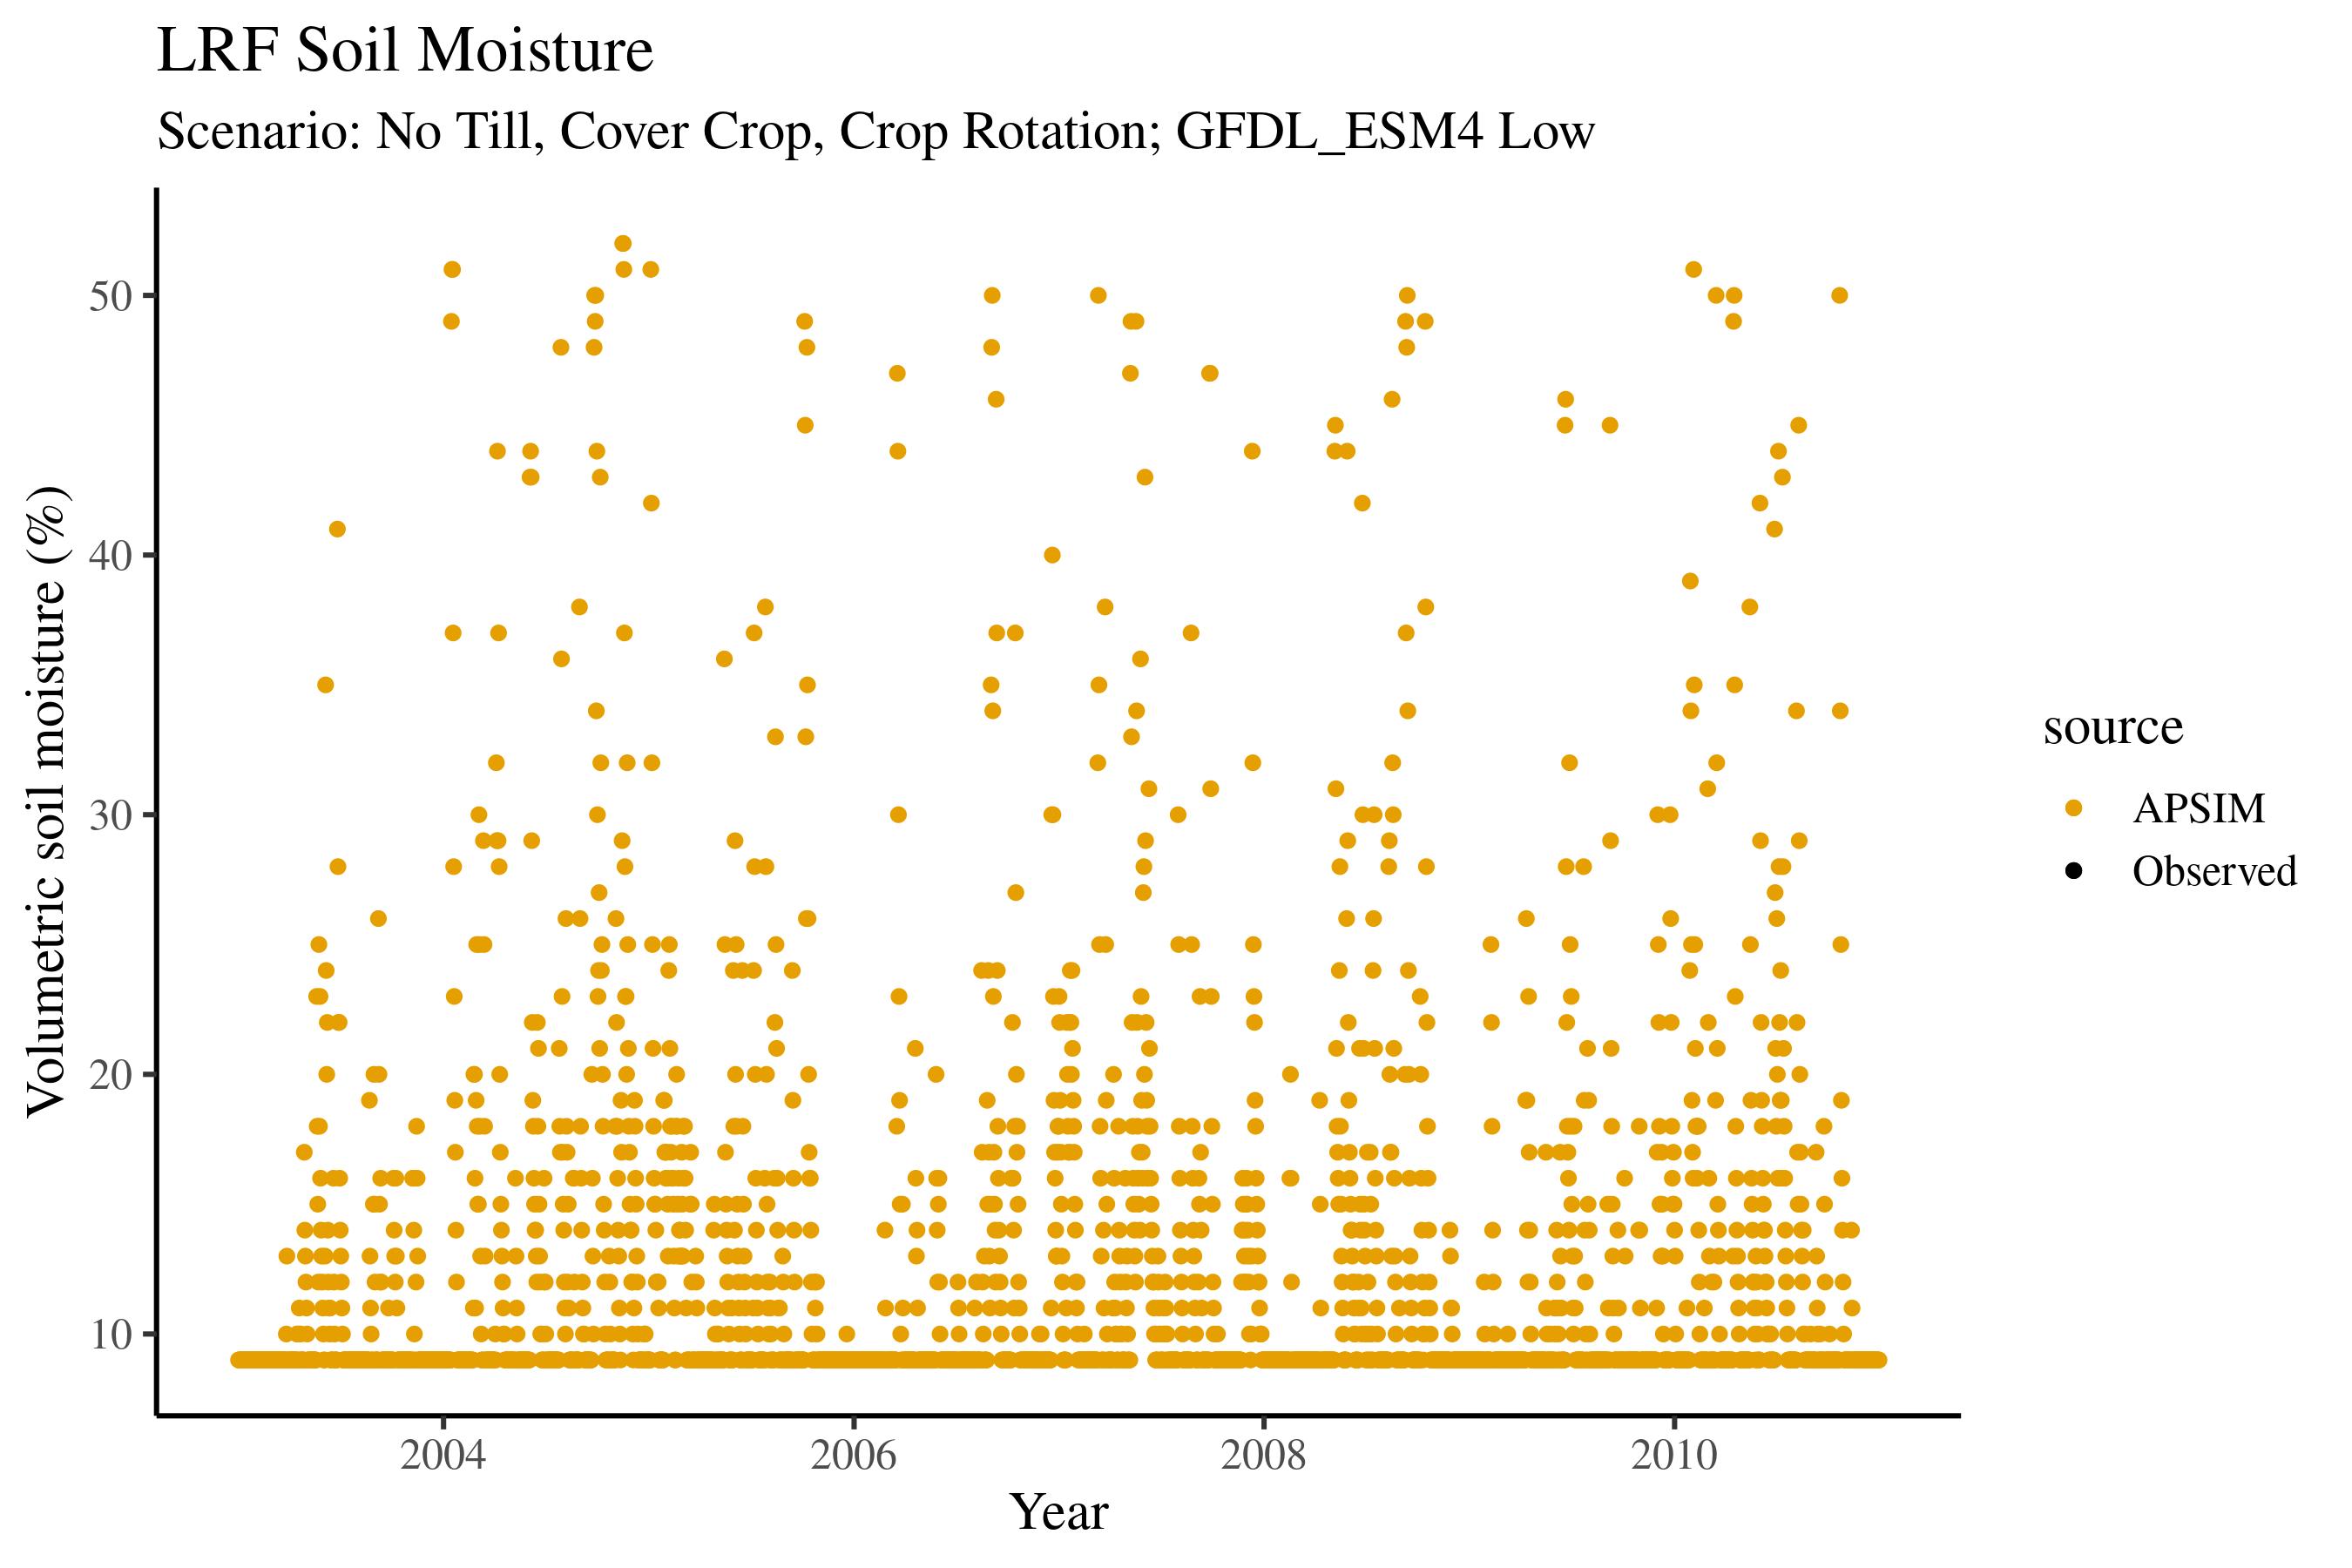 LRF Soil Moisture
Scenario: No Till, Cover Crop, Crop Rotation; GFDL_ESM4 Low
Volumetric soil moisture (%)
50
40
30
20
10
2004 2006 2008 2010
Year
source
APSIM
Observed